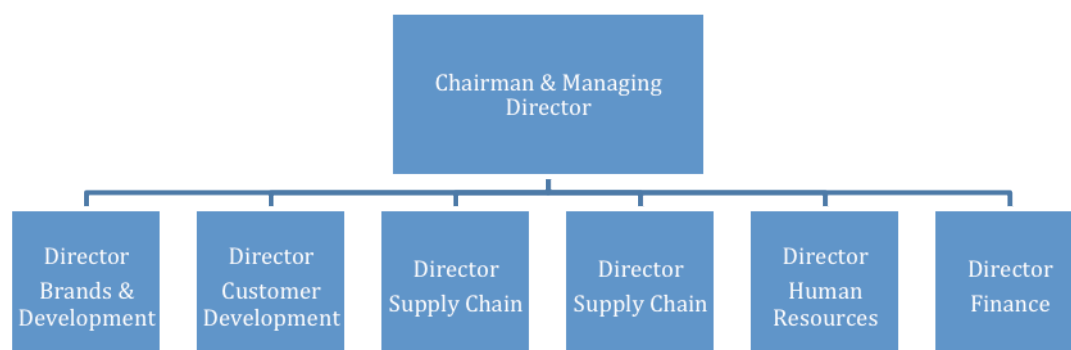 Chairman & Managing
Director
Director
Brands &
Development
Director
Customer
Development
Director
Supply Chain
Director
Supply Chain
Director
Human
Resources
Director
Finance